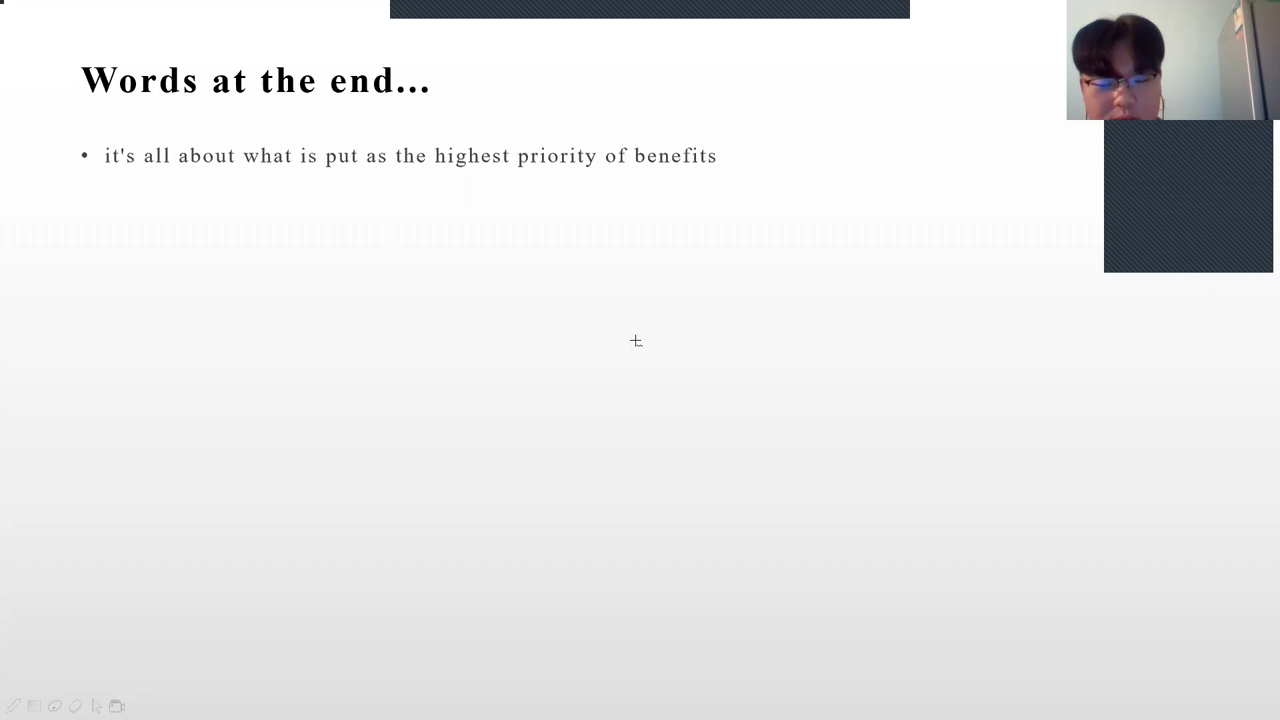 Words at the end...
• it's all about what is put as the highest priority of benefits